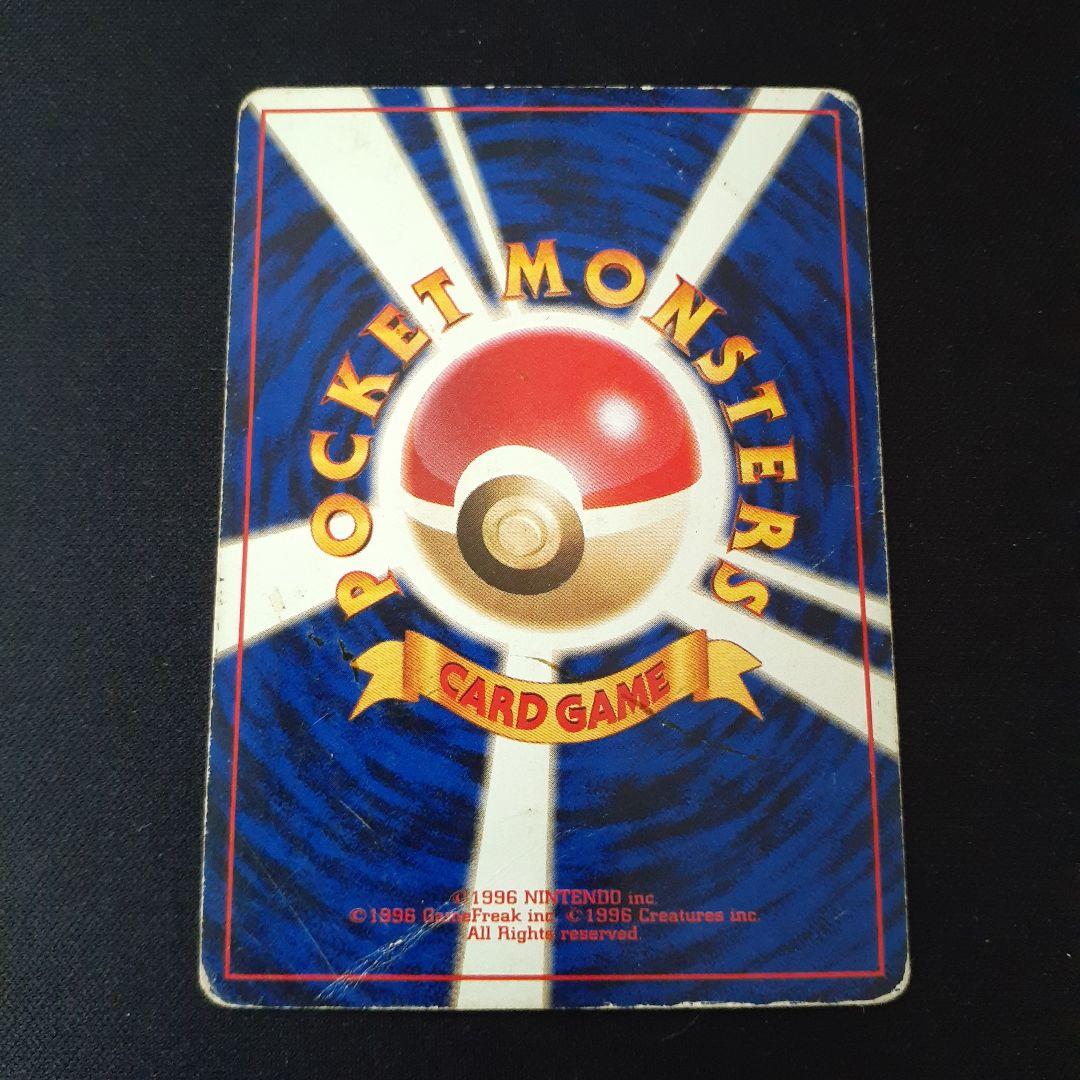 POCKET MONSTERS
CARD GAME
©1996 NINTENDO inc.
©1996 GameFreak inc. ©1996 Creatures inc.
All Rights reserved.